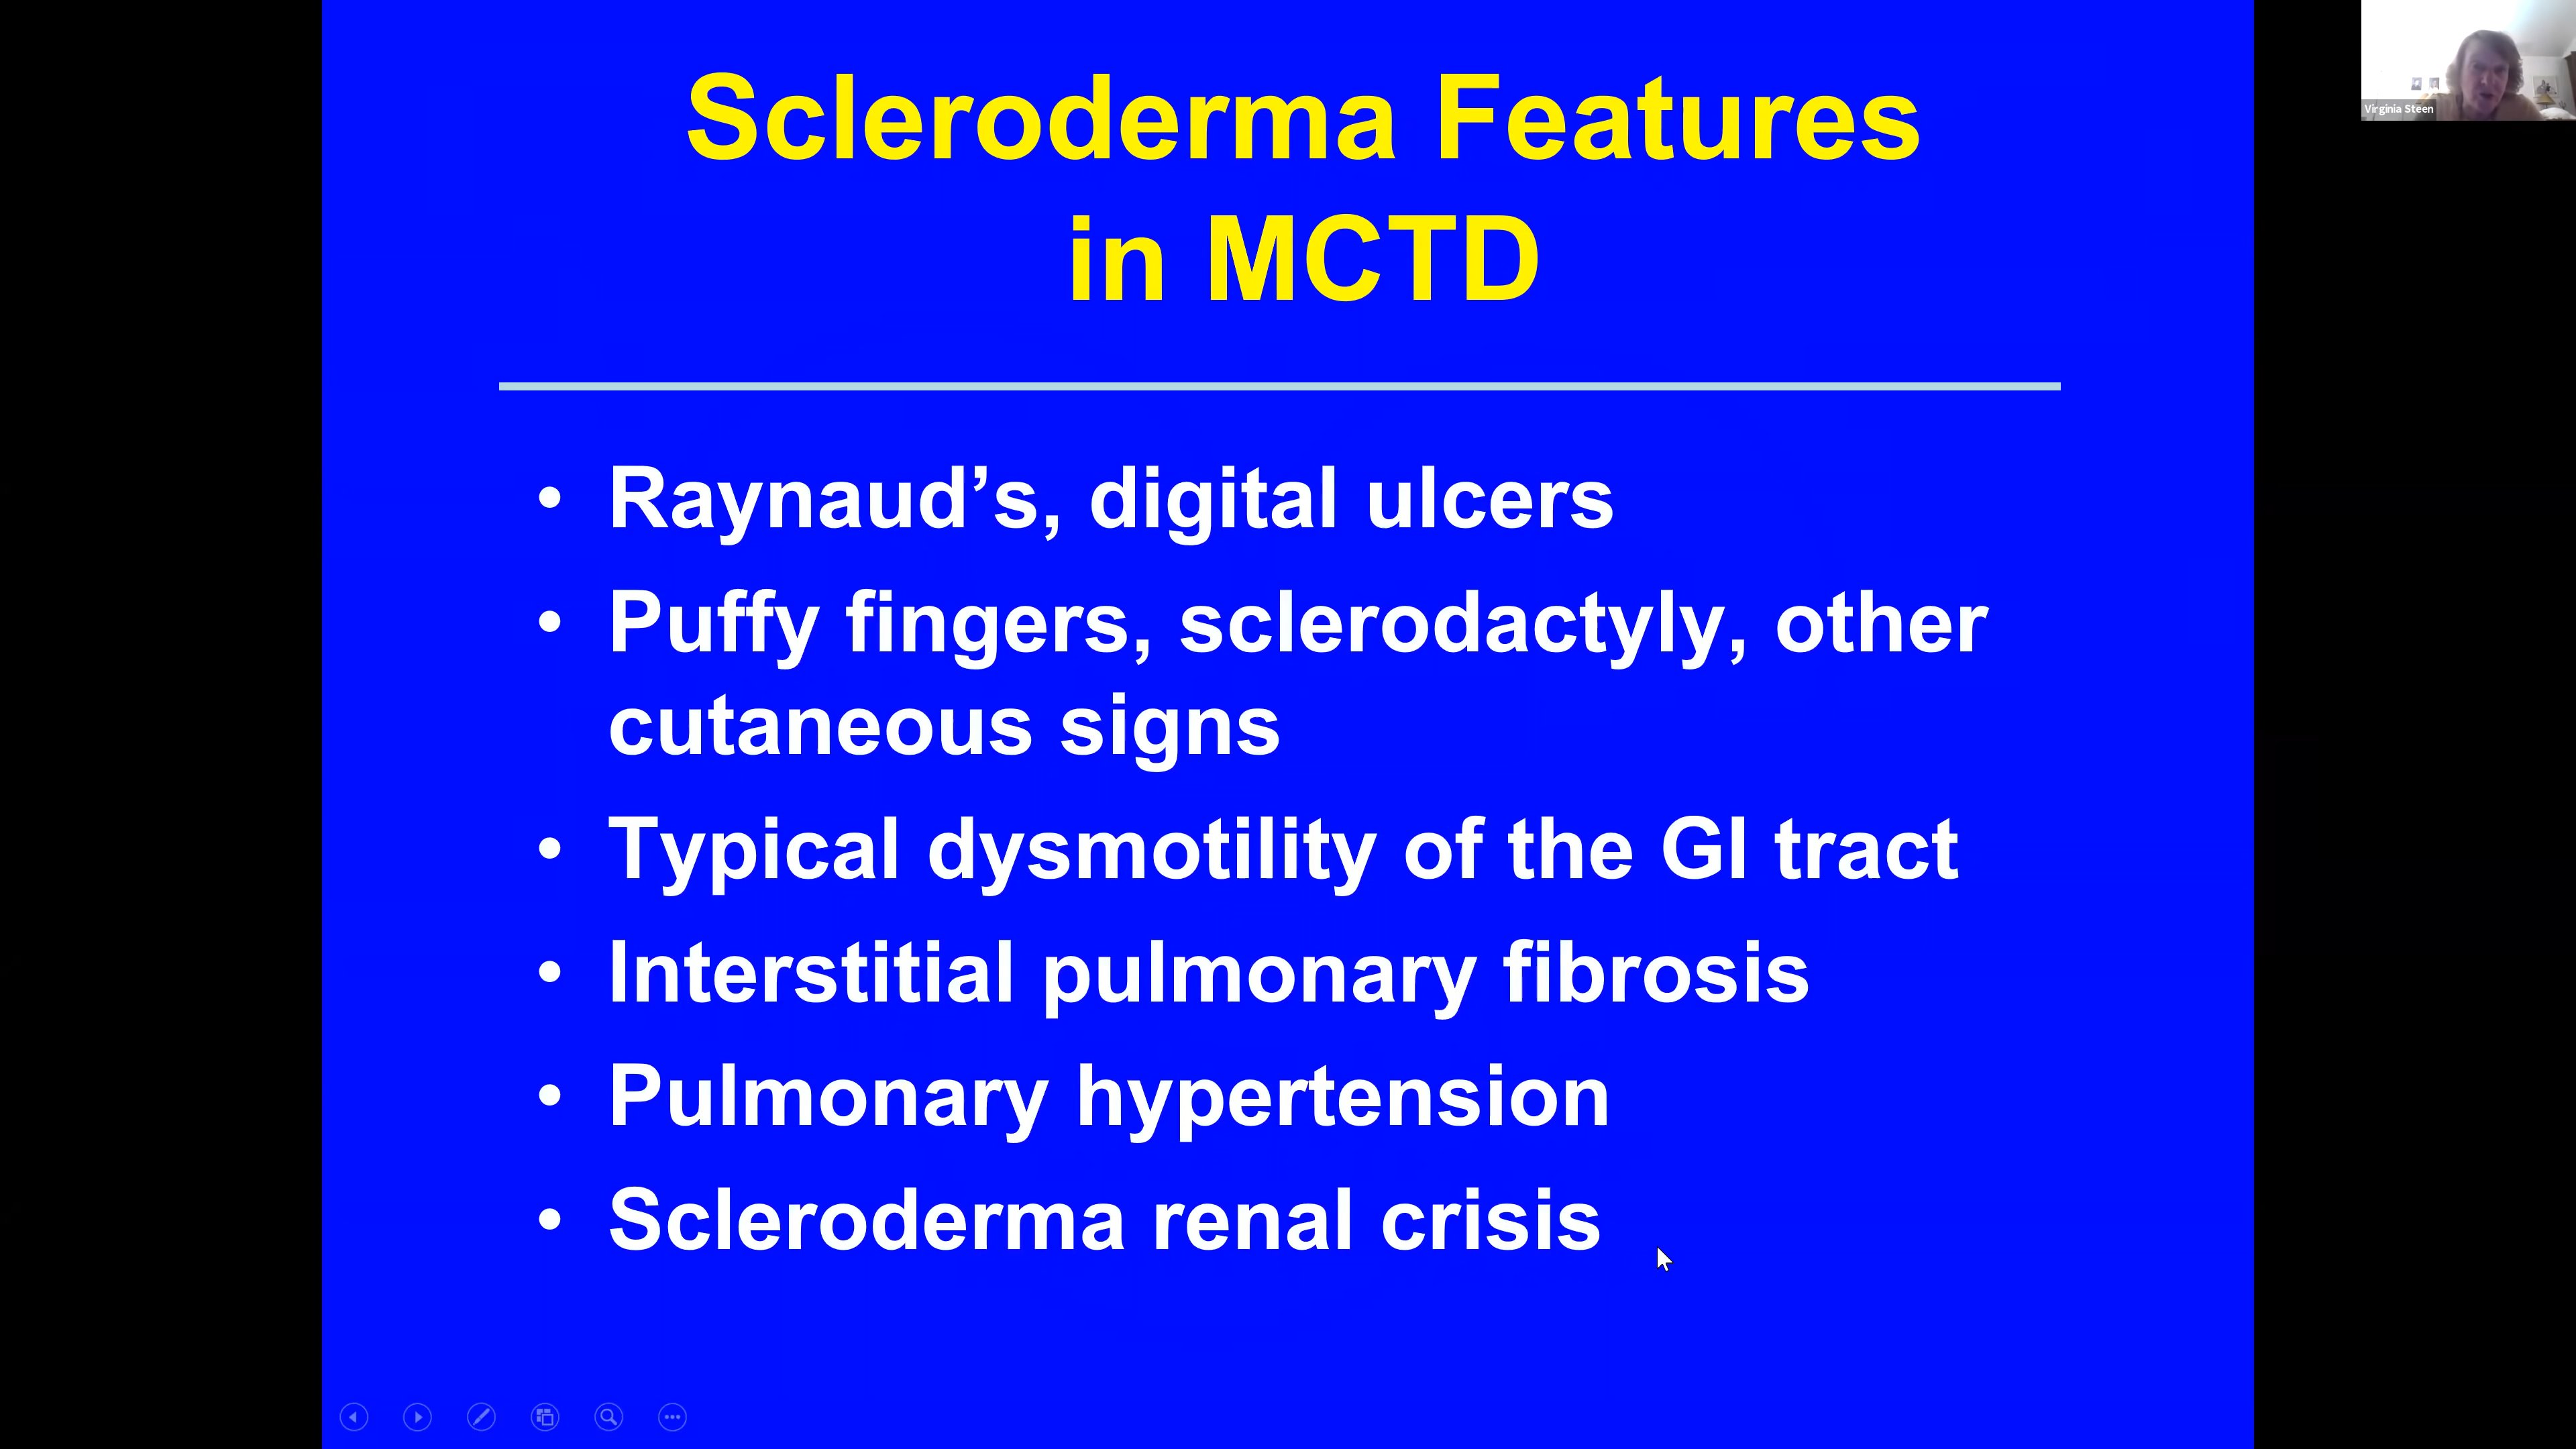 Scleroderma Features
in MCTD
Virginia Steen
• Raynaud’s, digital ulcers
• Puffy fingers, sclerodactyly, other
cutaneous signs
• Typical dysmotility of the GI tract
• Interstitial pulmonary fibrosis
• Pulmonary hypertension
• Scleroderma renal crisis